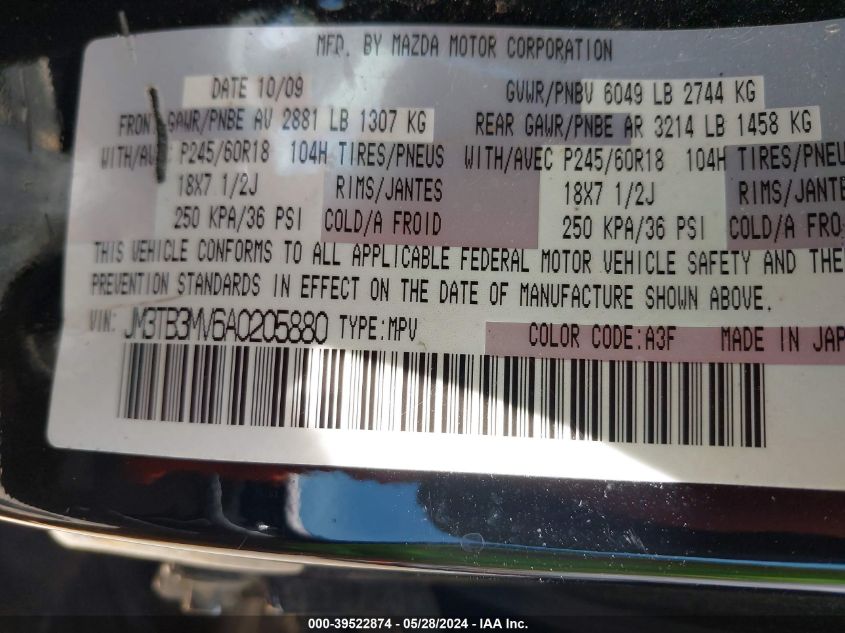 MFD. BY MAZDA MOTOR CORPORATION
DATE 10/09 GVWR/PNBV 6049 LB 2744 KG
FRONT GAWR/PNBE AV 2881 LB 1307 KG REAR GAWR/PNBE AR 3214 LB 1458 KG
WITH/AVEC P245/60R18 104H TIRES/PNEUS WITH/AVEC P245/60R18 104H TIRES/PNEU
18X7 1/2J RIMS/JANTES 18X7 1/2J RIMS/JANTES
250 KPA/36 PSI COLD/A FROID 250 KPA/36 PSI COLD/A FRO
THIS VEHICLE CONFORMS TO ALL APPLICABLE FEDERAL MOTOR VEHICLE SAFETY AND THE
PREVENTION STANDARDS IN EFFECT ON THE DATE OF MANUFACTURE SHOWN ABOVE.
VIN: JM3TB3MV6A0205880 TYPE:MPV COLOR CODE:A3F MADE IN JAP
000-39522874 - 05/28/2024 - IAA Inc.